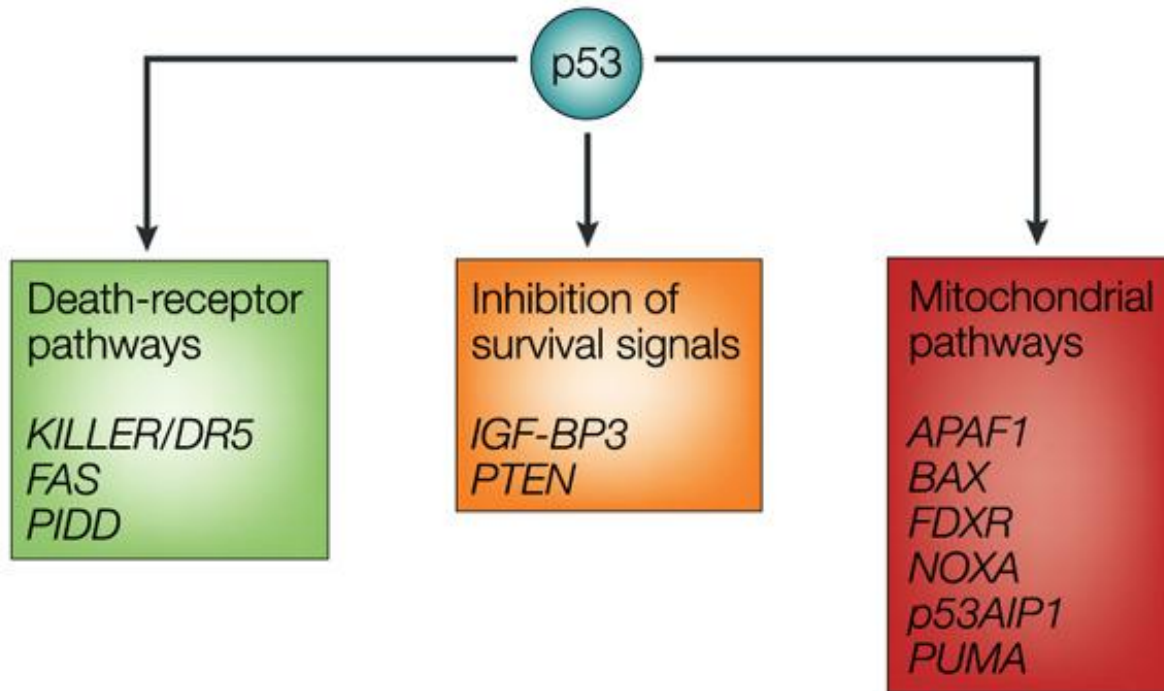 p53
Death-receptor
pathways
KILLER/DR5
FAS
PIDD
Inhibition of
survival signals
IGF-BP3
PTEN
Mitochondrial
pathways
APAF1
BAX
FDXR
NOXA
p53AIP1
PUMA